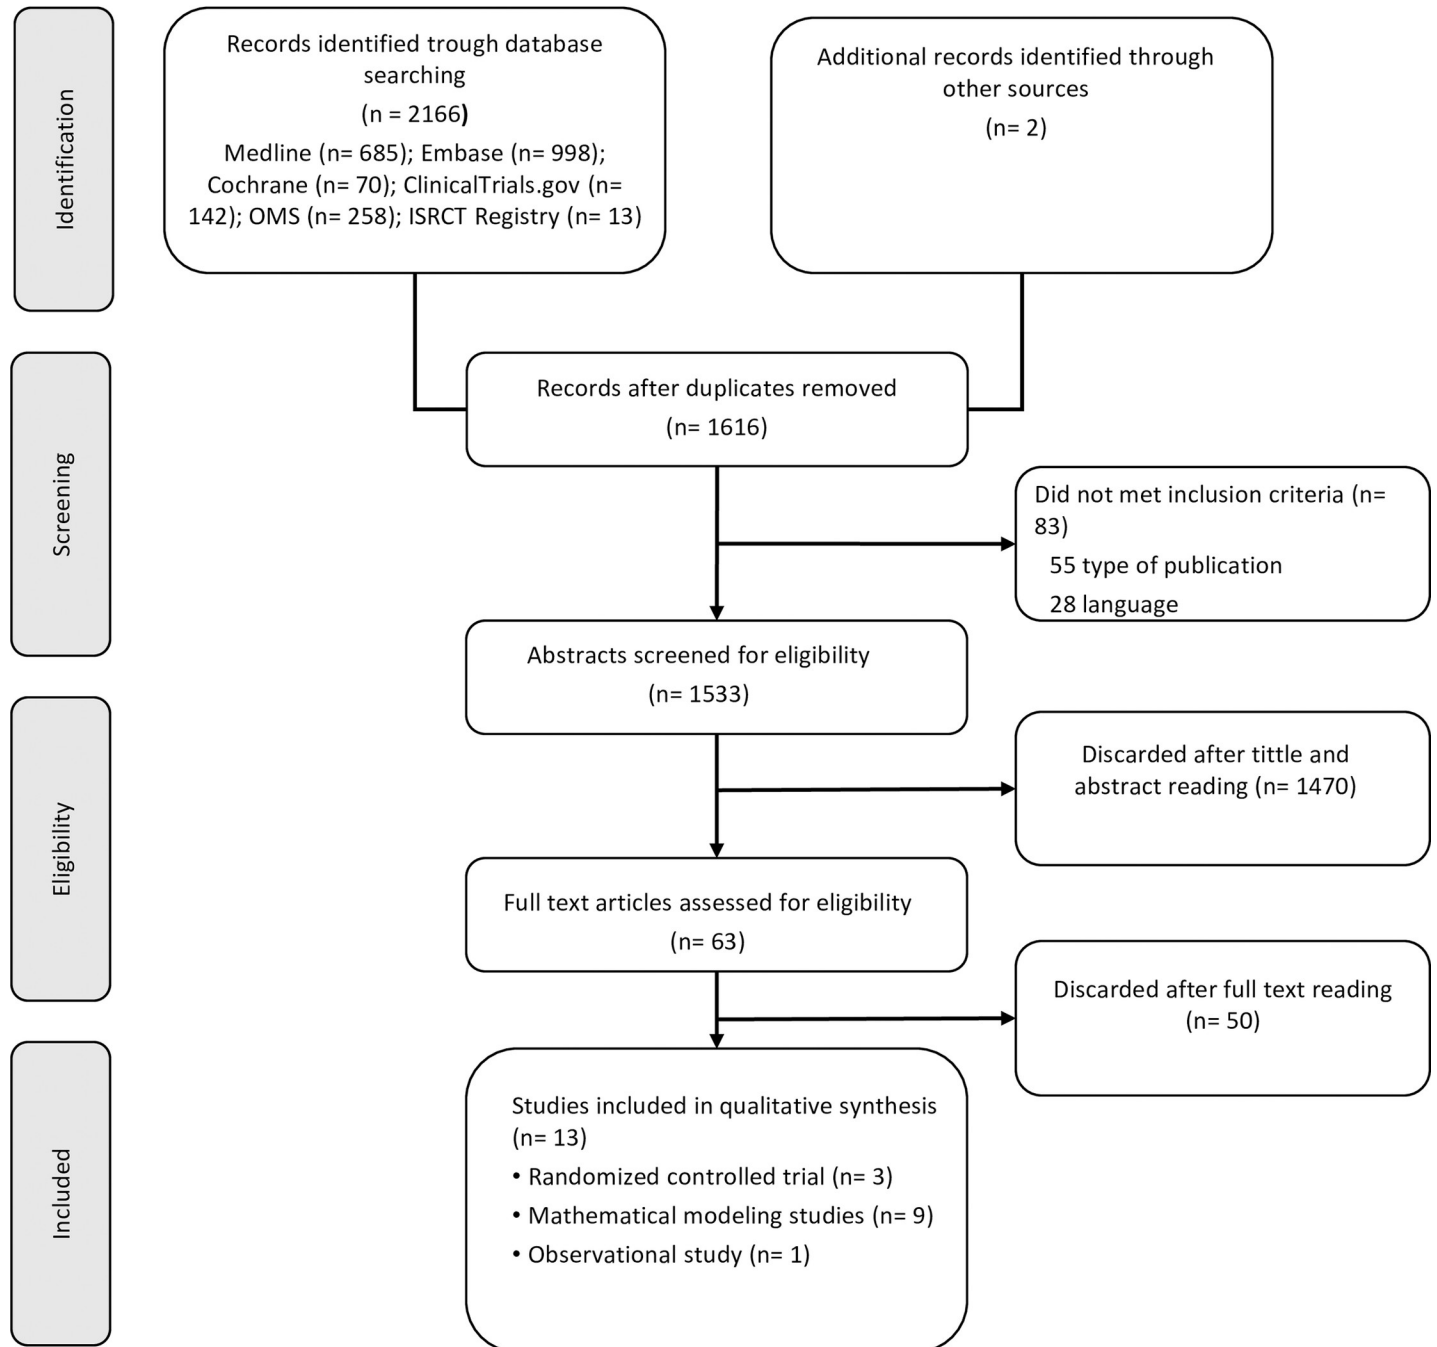 Identification
Records identified trough database
searching
(n = 2166)
Medline (n= 685); Embase (n= 998);
Cochrane (n= 70); ClinicalTrials.gov (n=
142); OMS (n= 258); ISRCT Registry (n= 13)
Additional records identified through
other sources
(n= 2)
Screening
Records after duplicates removed
(n= 1616)
Did not met inclusion criteria (n=
83)
55 type of publication
28 language
Abstracts screened for eligibility
(n= 1533)
Eligibility
Discarded after tittle and
abstract reading (n= 1470)
Full text articles assessed for eligibility
(n= 63)
Discarded after full text reading
(n= 50)
Included
Studies included in qualitative synthesis
(n= 13)
• Randomized controlled trial (n= 3)
• Mathematical modeling studies (n= 9)
• Observational study (n= 1)